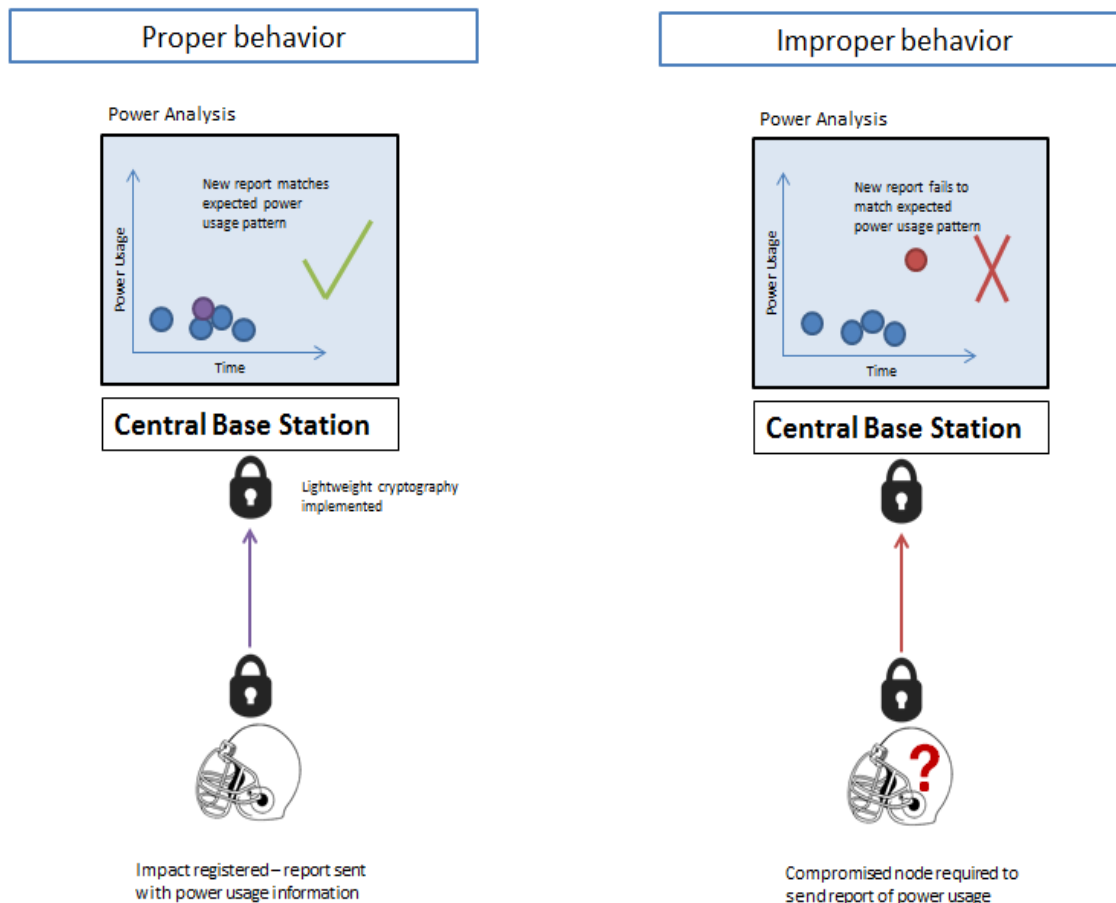 Proper behavior
Power Analysis
New report matches
expected power
usage pattern
Power Usage
Time
Central Base Station
Lightweight cryptography
implemented
Impact registered – report sent
with power usage information
Improper behavior
Power Analysis
New report fails to
match expected
power usage pattern
Power Usage
Time
Central Base Station
?
Compromised node required to
send report of power usage